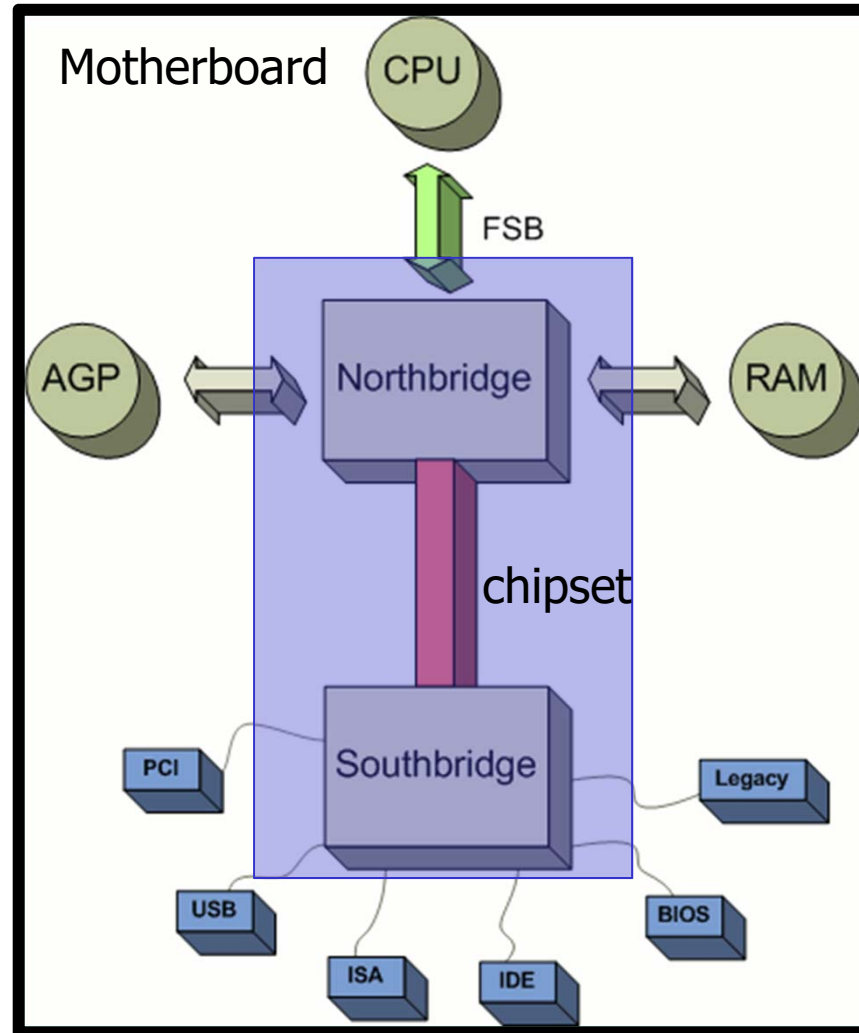 Motherboard
CPU
FSB
AGP
Northbridge
RAM
chipset
PCI
Southbridge
Legacy
USB
BIOS
ISA
IDE